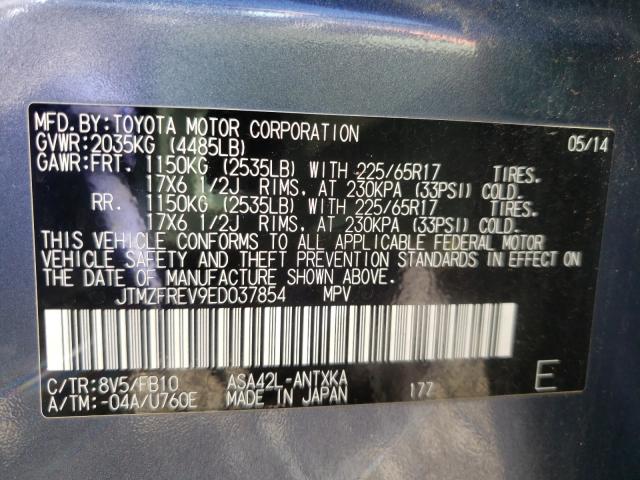 MFD.BY:TOYOTA MOTOR CORPORATION 05/14
GVWR:2035KG (4485LB)
GAWR:FRT. 1150KG (2535LB) WITH 225/65R17 TIRES.
17X6 1/2J RIMS. AT 230KPA (33PSI) COLD.
RR. 1150KG (2535LB) WITH 225/65R17 TIRES.
17X6 1/2J RIMS. AT 230KPA (33PSI) COLD.
THIS VEHICLE CONFORMS TO ALL APPLICABLE FEDERAL MOTOR
VEHICLE SAFETY AND THEFT PREVENTION STANDARDS IN EFFECT ON
THE DATE OF MANUFACTURE SHOWN ABOVE.
JTMZFREV9ED037854 MPV
C/TR:8V5/FB10 ASA42L-ANTXKA
A/TM:-04A/U760E MADE IN JAPAN 177 E